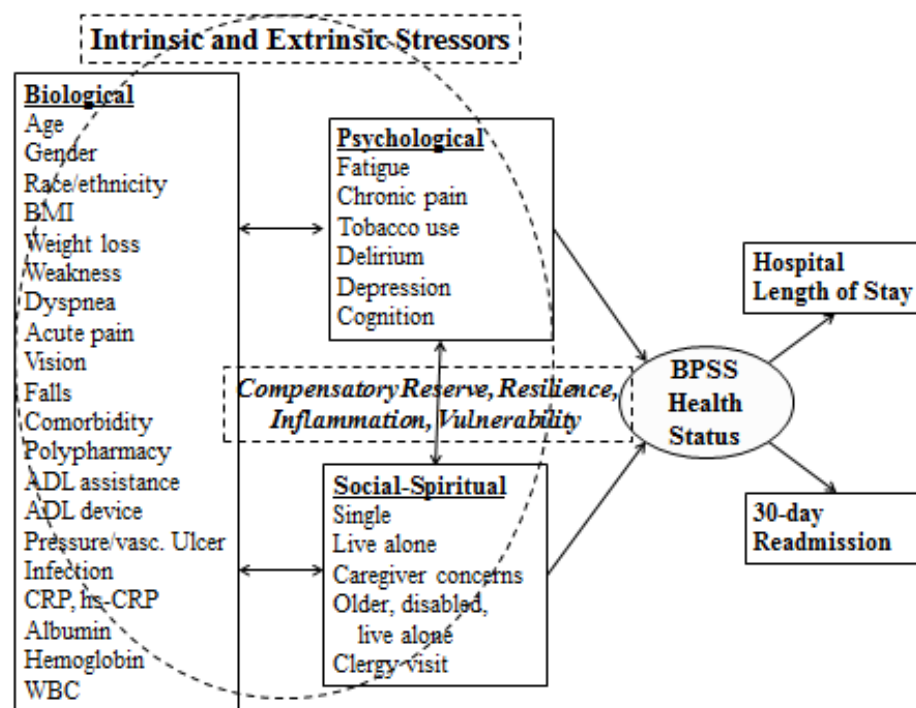 Intrinsic and Extrinsic Stressors
Biological
Age
Gender
Race/ethnicity
BMI
Weight loss
Weakness
Dyspnea
Acute pain
Vision
Falls
Comorbidity
Polypharmacy
ADL assistance
ADL device
Pressure/vasc. Ulcer
Infection
CRP, hs-CRP
Albumin
Hemoglobin
WBC
Psychological
Fatigue
Chronic pain
Tobacco use
Delirium
Depression
Cognition
Compensatory Reserve, Resilience,
Inflammation, Vulnerability
Social-Spiritual
Single
Live alone
Caregiver concerns
Older, disabled,
live alone
Clergy visit
BPSS
Health
Status
Hospital
Length of Stay
30-day
Readmission